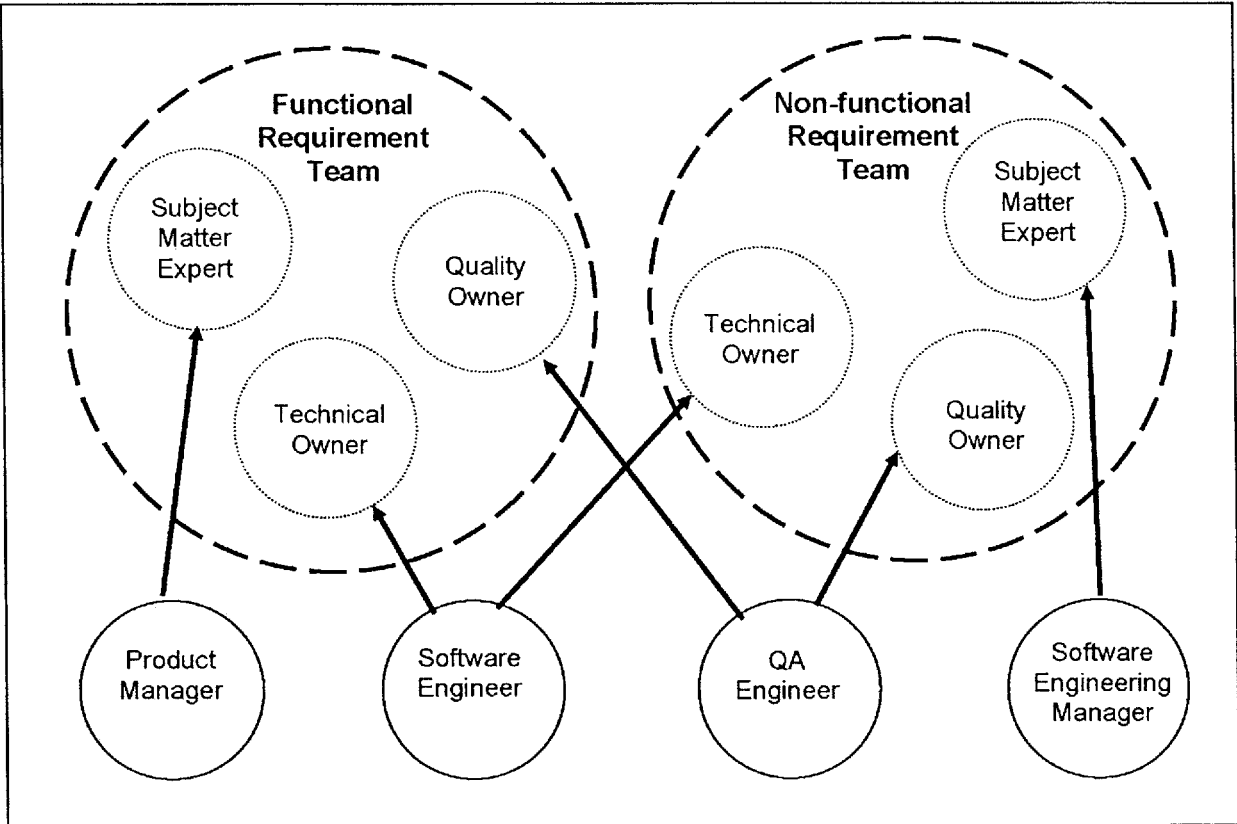 Functional
Requirement
Team
Subject
Matter
Expert
Quality
Owner
Technical
Owner
Non-functional
Requirement
Team
Subject
Matter
Expert
Technical
Owner
Quality
Owner
Product
Manager
Software
Engineer
QA
Engineer
Software
Engineering
Manager